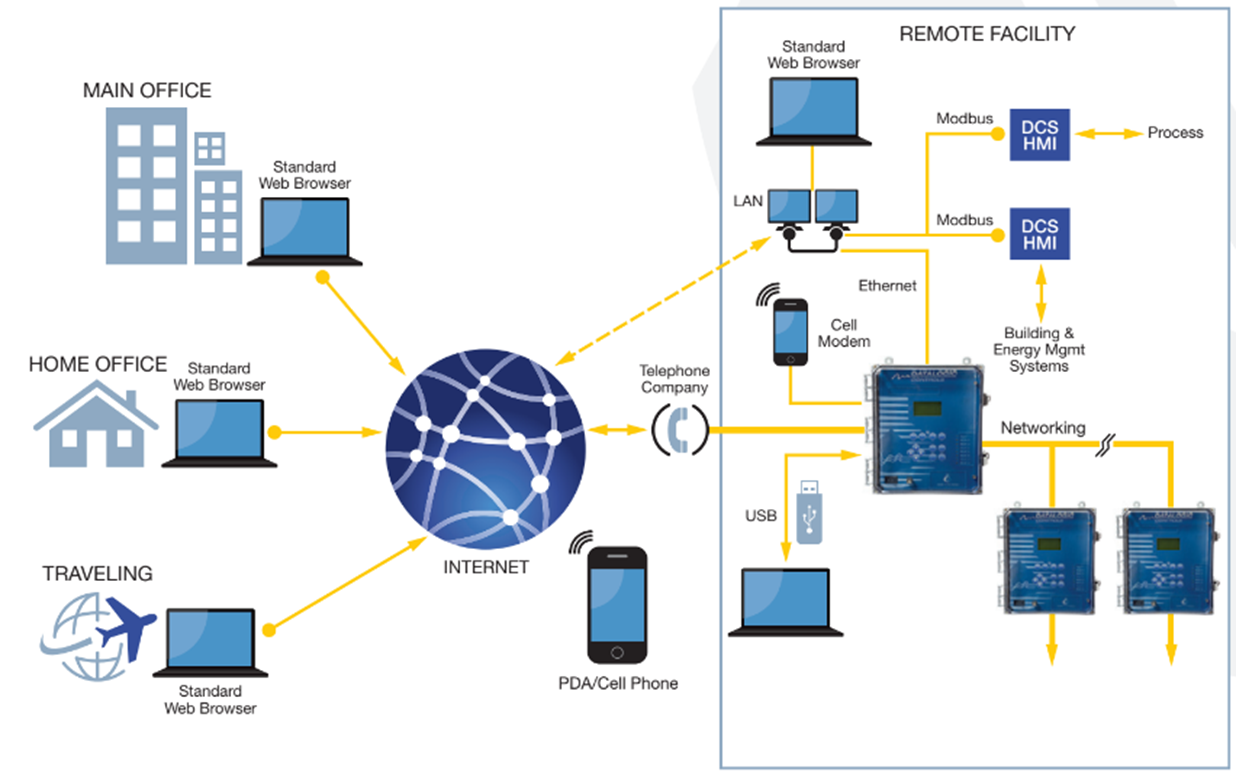 REMOTE FACILITY
MAIN OFFICE
Standard
Web Browser
HOME OFFICE
Standard
Web Browser
TRAVELING
Standard
Web Browser
INTERNET
PDA/Cell Phone
Telephone
Company
Standard
Web Browser
LAN
Modbus
DCS
HMI
Process
Modbus
DCS
HMI
Building &
Energy Mgmt
Systems
Ethernet
Cell
Modem
Networking
USB